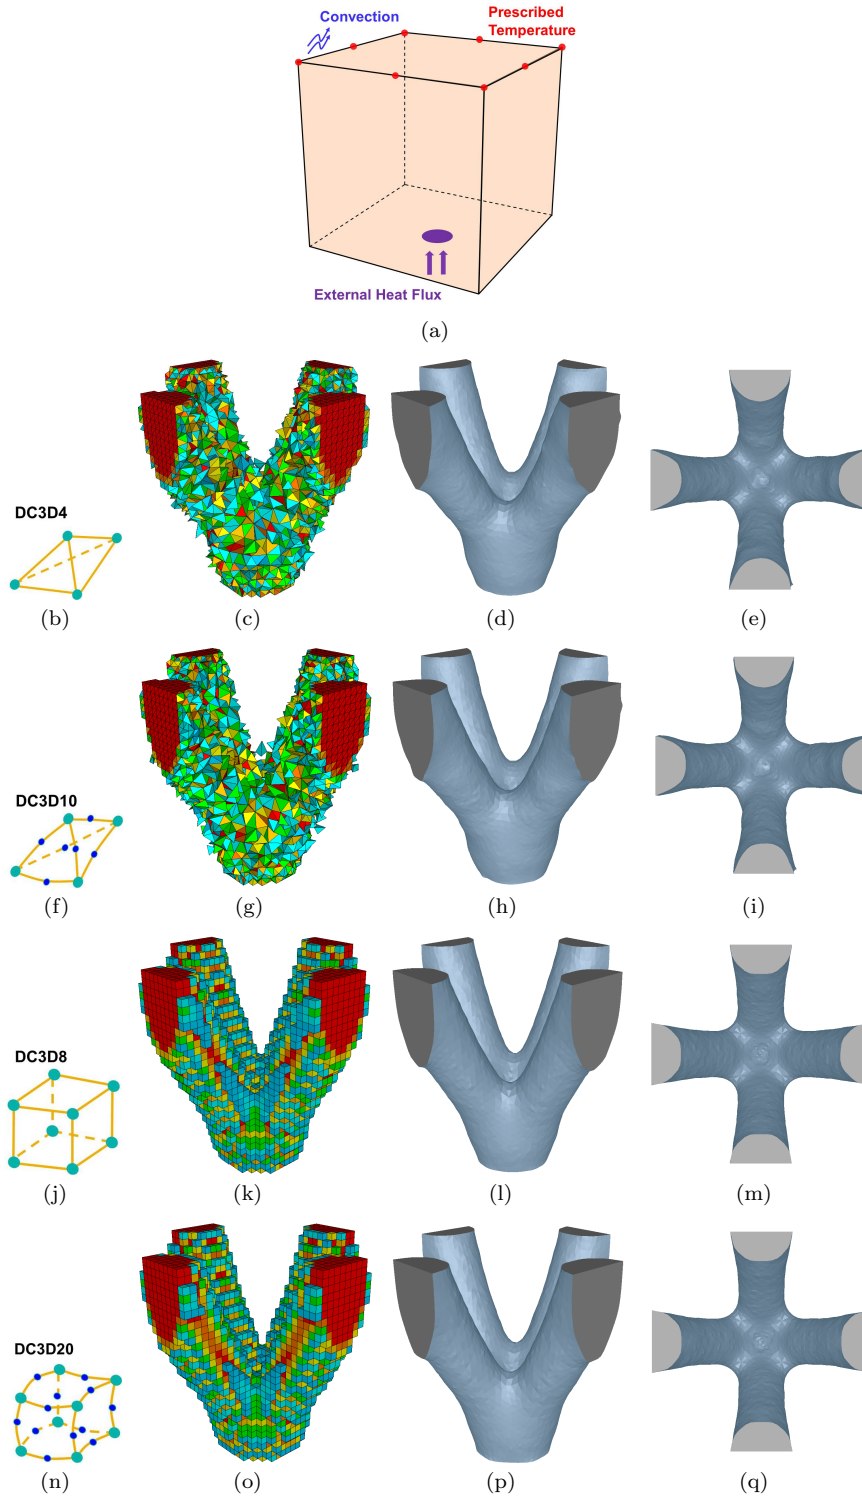 Convection
Prescribed
Temperature
External Heat Flux
(a)
DC3D4
(b)
(c)
(d)
(e)
DC3D10
(f)
(g)
(h)
(i)
DC3D8
(j)
(k)
(l)
(m)
DC3D20
(n)
(o)
(p)
(q)